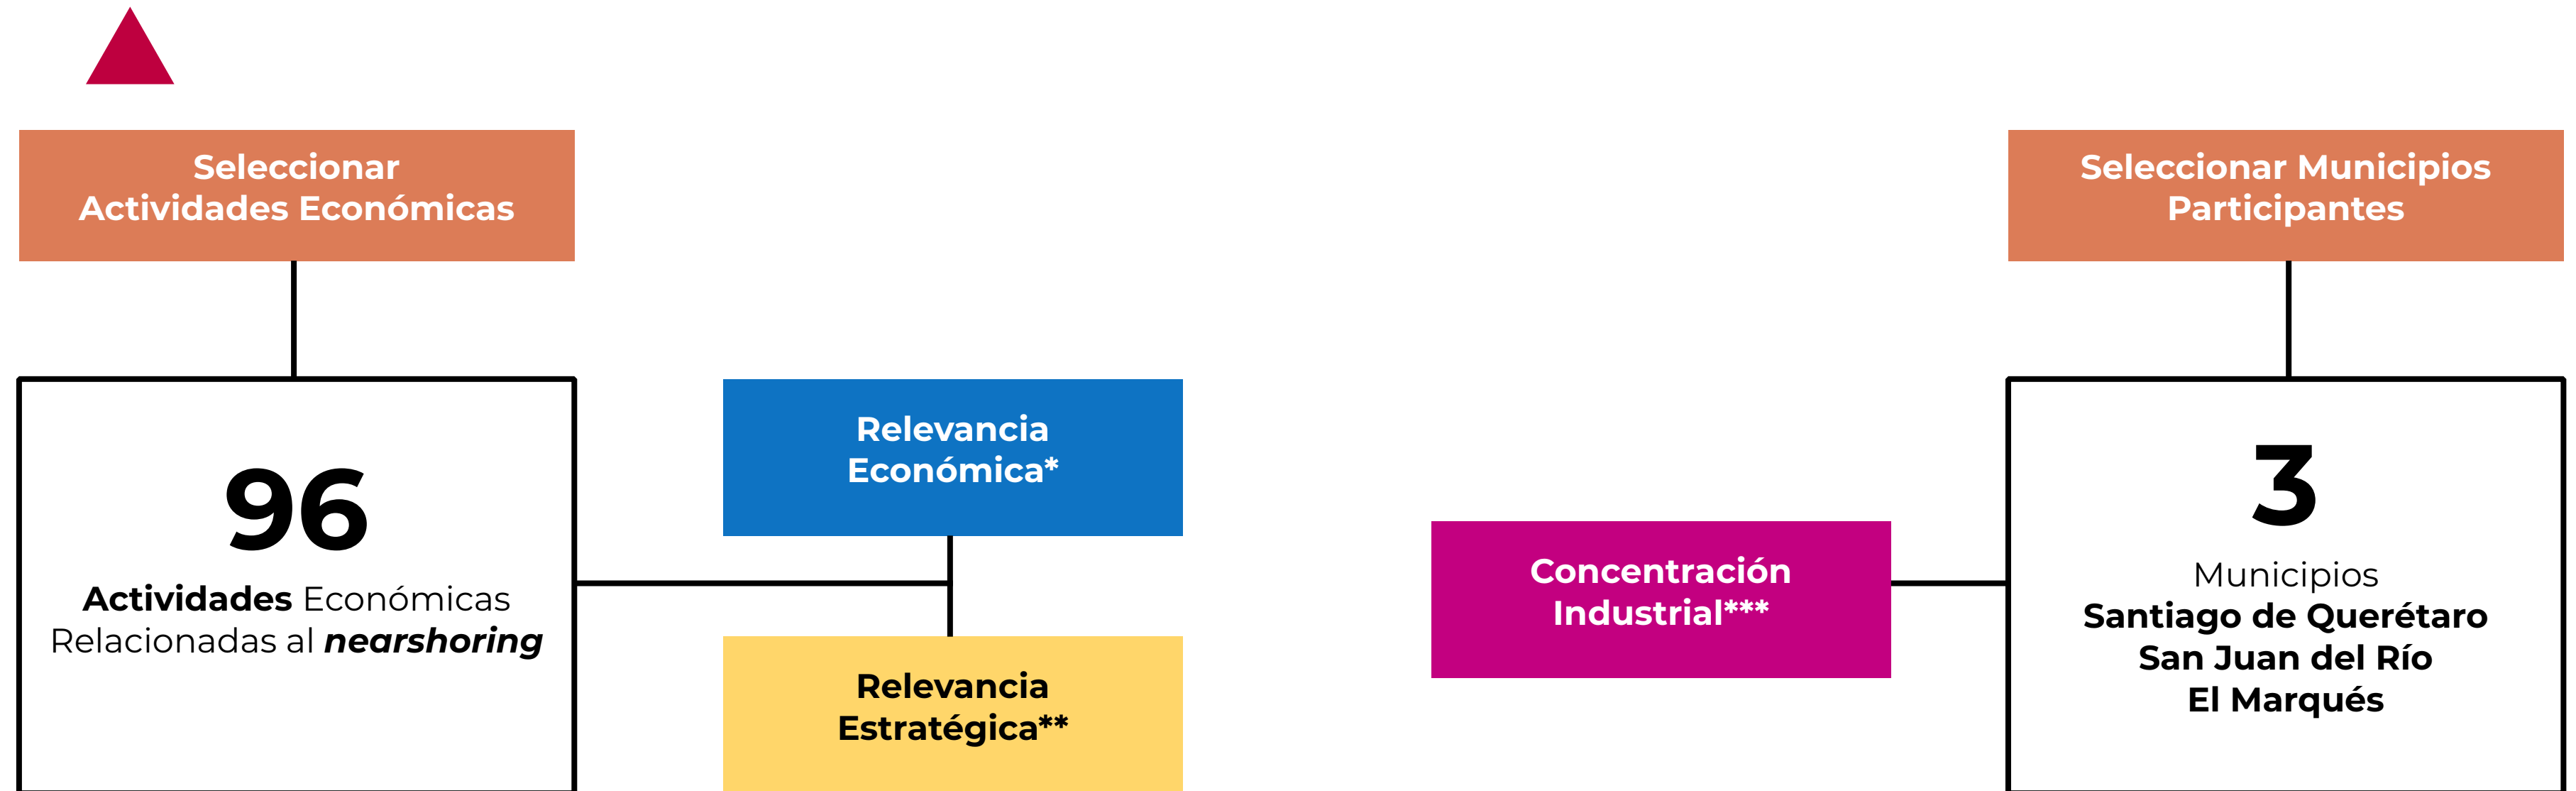 Seleccionar
Actividades Económicas
96
Actividades Económicas
Relacionadas al nearshoring
Relevancia
Económica*
Relevancia
Estratégica**
Concentración
Industrial***
Seleccionar Municipios
Participantes
3
Municipios
Santiago de Querétaro
San Juan del Río
El Marqués